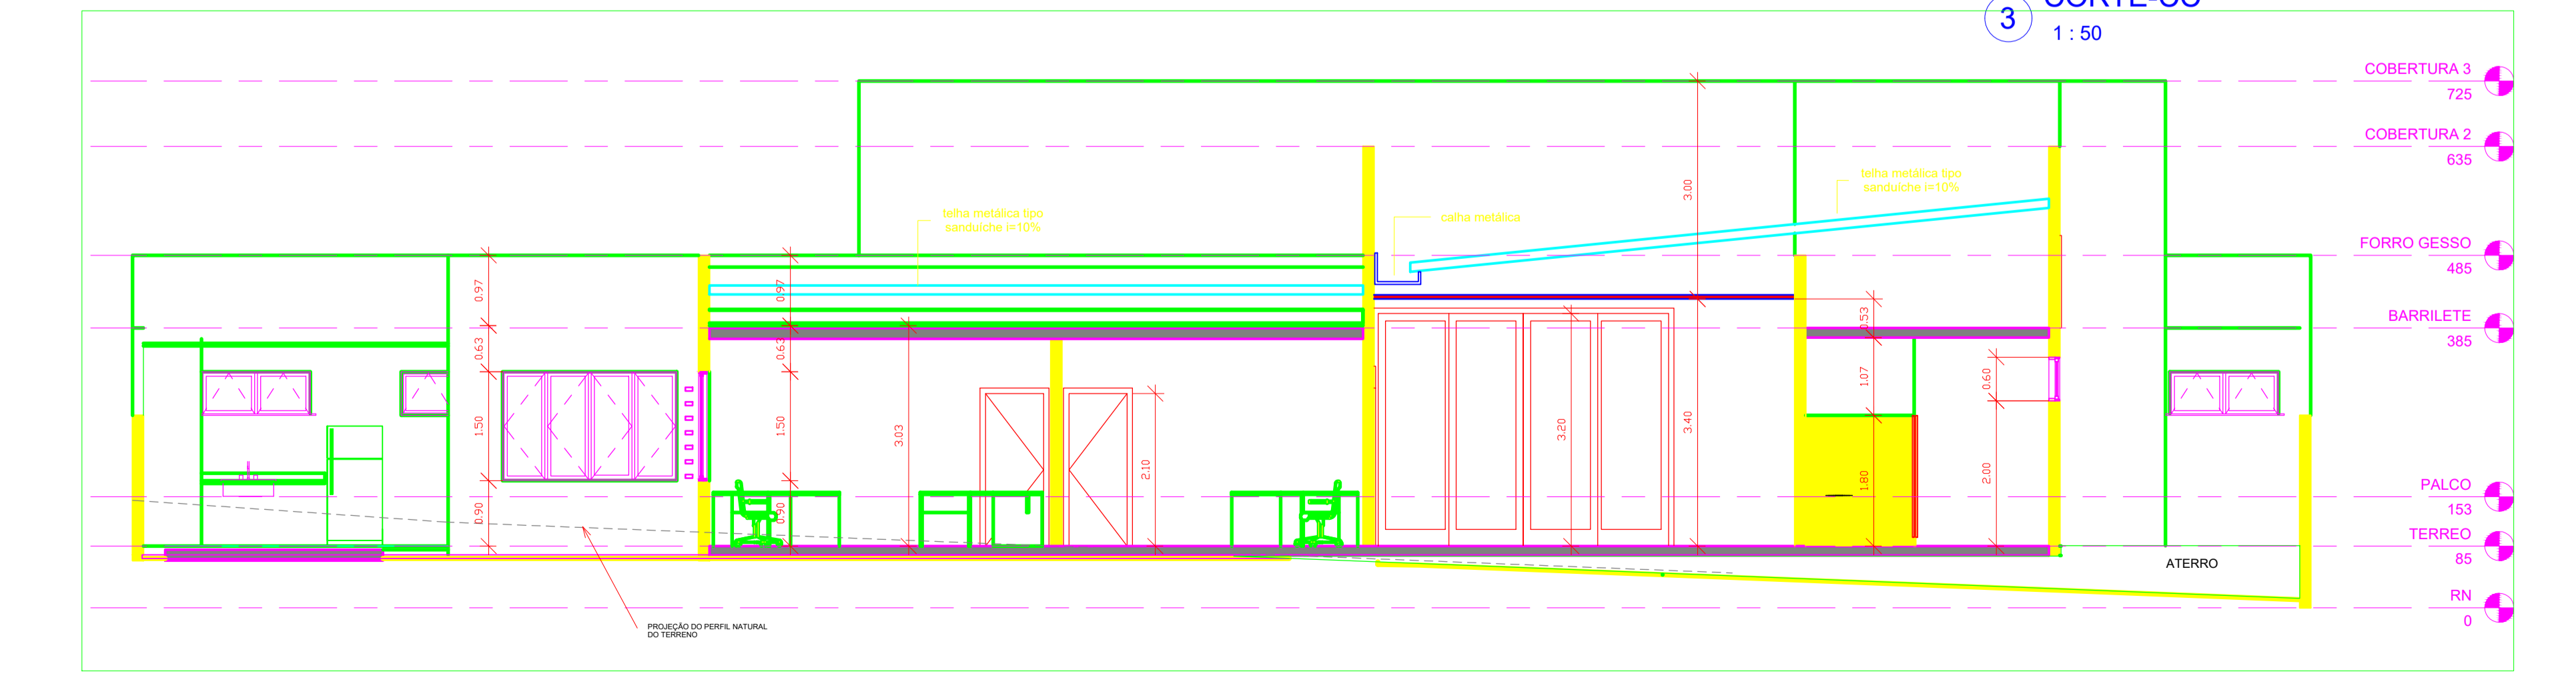 3
1 : 50
COBERTURA 3
725
COBERTURA 2
635
telha metálica tipo
sanduíche i=10%
3.00
telha metálica tipo
sanduíche i=10%
calha metálica
FORRO GESSO
485
0.97
0.97
BARRILETE
385
0.53
0.63
0.63
1.07
0.60
1.50
1.50
3.03
3.20
3.40
2.10
1.80
2.00
PALCO
153
0.90
0.90
TERREO
85
ATERRO
RN
0
PROJEÇÃO DO PERFIL NATURAL
DO TERRENO